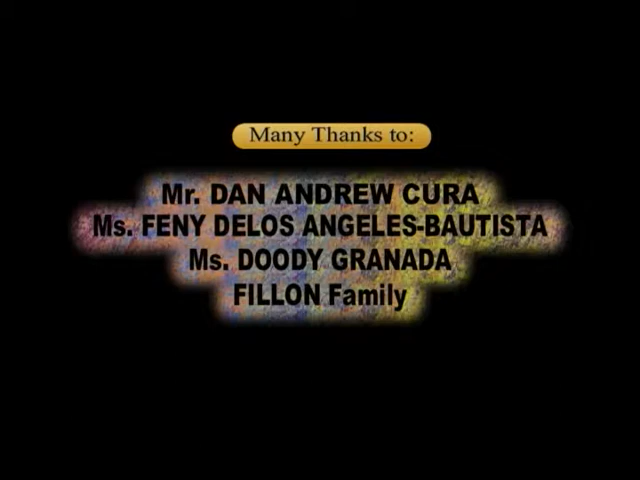 Many Thanks to:
Mr. DAN ANDREW CURA
Ms. FENY DELOS ANGELES-BAUTISTA
Ms. DOODY GRANADA
FILLON Family